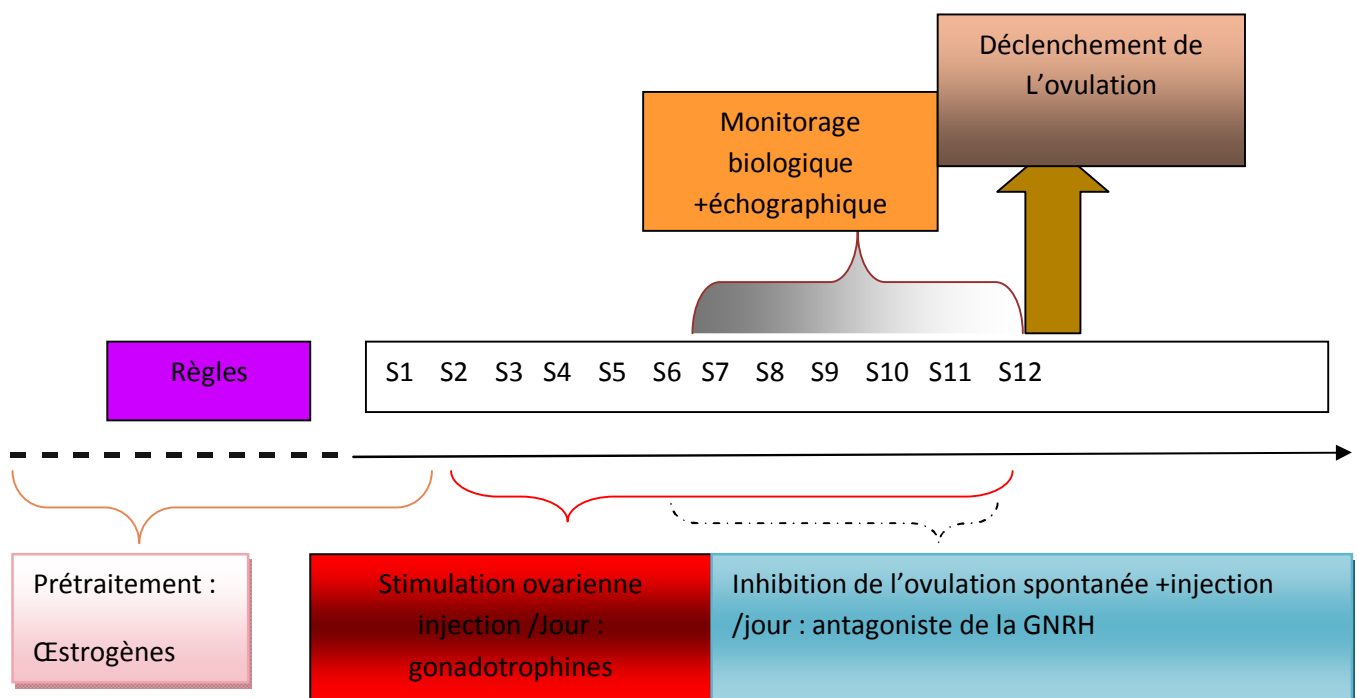 Déclenchement de
L’ovulation
Monitorage
biologique
+échographique
Règles
S1 S2 S3 S4 S5 S6 S7 S8 S9 S10 S11 S12
Prétraitement :
Œstrogènes
Stimulation ovarienne
injection /Jour :
gonadotrophines
Inhibition de l’ovulation spontanée +injection
/jour : antagoniste de la GNRH